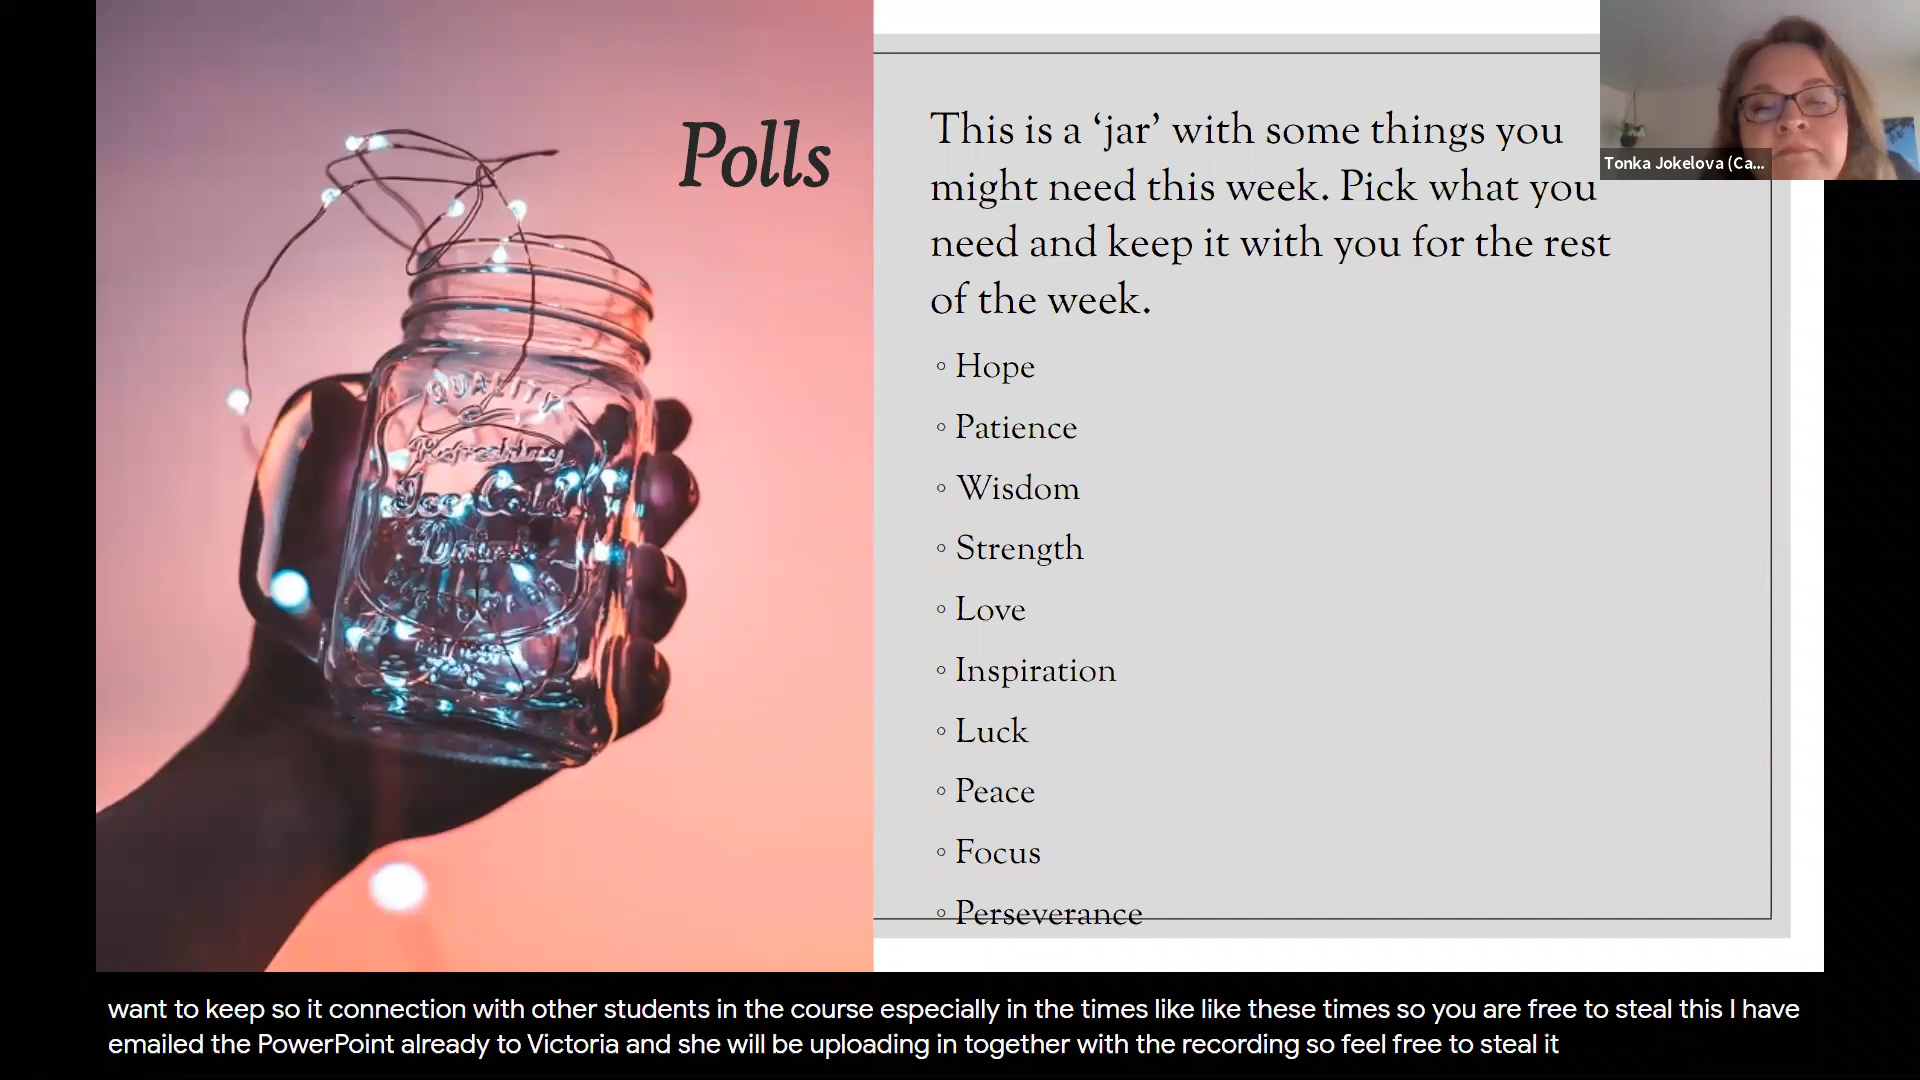 Polls
This is a ‘jar’ with some things you
might need this week. Pick what you
need and keep it with you for the rest
of the week.
◦ Hope
◦ Patience
◦ Wisdom
◦ Strength
◦ Love
◦ Inspiration
◦ Luck
◦ Peace
◦ Focus
◦ Perseverance
Tonka Jokelova (Ca...
QUALITY
Refreshing
Ice Cold
want to keep so it connection with other students in the course especially in the times like like these times so you are free to steal this I have
emailed the PowerPoint already to Victoria and she will be uploading in together with the recording so feel free to steal it